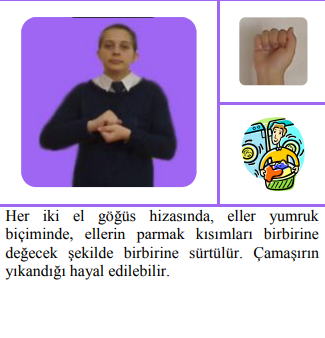 Her iki el göğüs hizasında, eller yumruk
biçiminde, ellerin parmak kısımları birbirine
değecek şekilde birbirine sürtülür. Çamaşırın
yıkandığı hayal edilebilir.